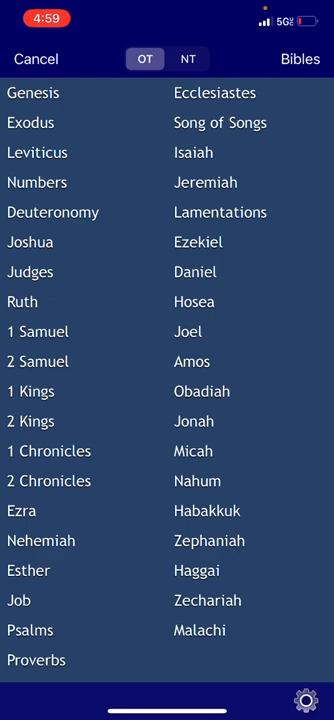 4:59
5G
Cancel
OT
NT
Bibles
Genesis
Exodus
Leviticus
Numbers
Deuteronomy
Joshua
Judges
Ruth
1 Samuel
2 Samuel
1 Kings
2 Kings
1 Chronicles
2 Chronicles
Ezra
Nehemiah
Esther
Job
Psalms
Proverbs
Ecclesiastes
Song of Songs
Isaiah
Jeremiah
Lamentations
Ezekiel
Daniel
Hosea
Joel
Amos
Obadiah
Jonah
Micah
Nahum
Habakkuk
Zephaniah
Haggai
Zechariah
Malachi